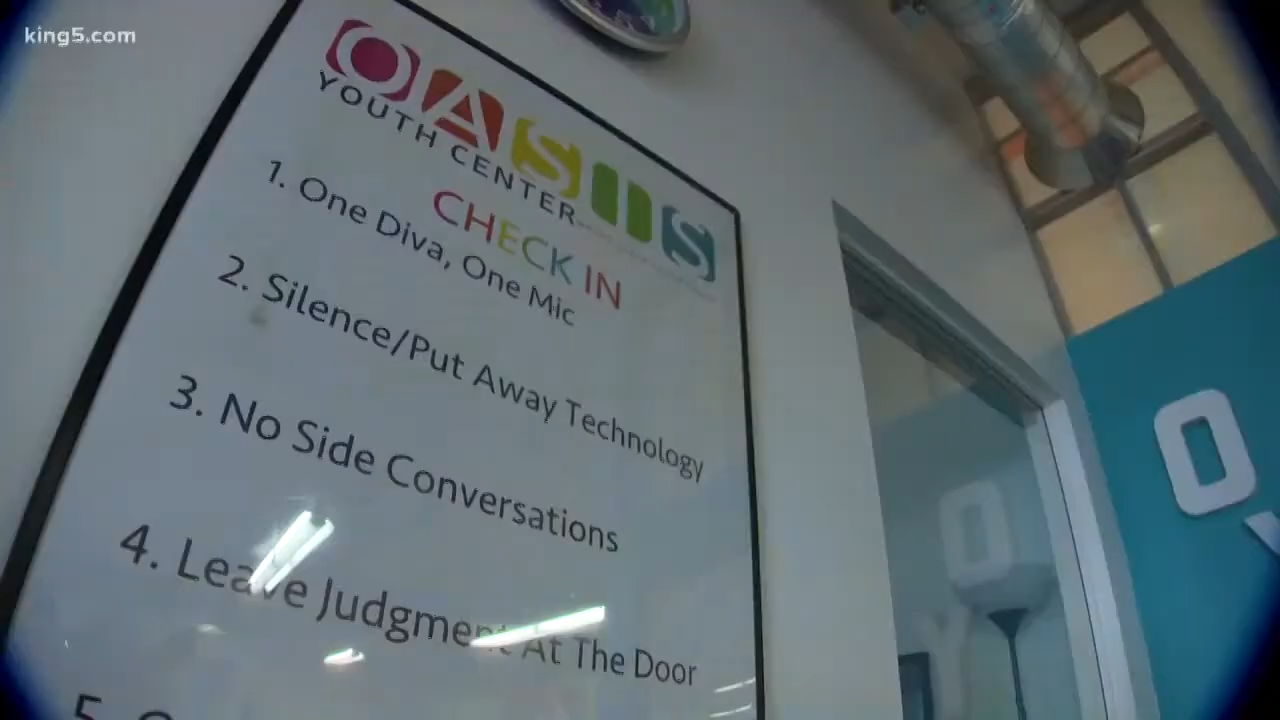 king5.com
OASIS
YOUTH CENTER
CHECK IN
1. One Diva, One Mic
2. Silence/Put Away Technology
3. No Side Conversations
4. Leave Judgment At The Door
5.
O